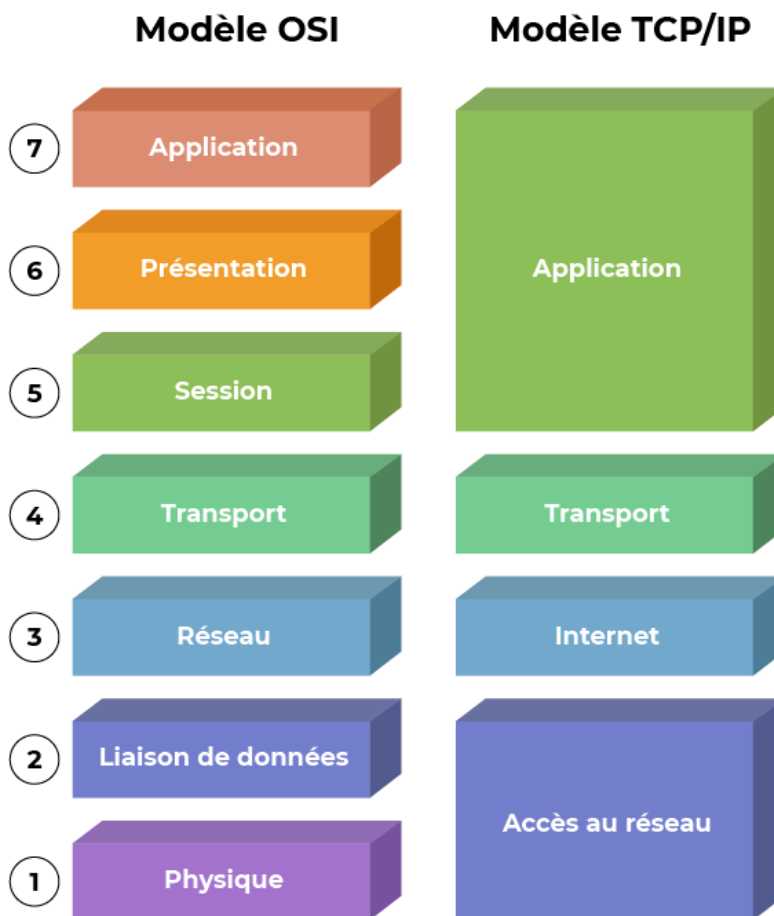 Modèle OSI
Modèle TCP/IP
7
Application
6
Présentation
Application
5
Session
4
Transport
Transport
3
Réseau
Internet
2
Liaison de données
Accès au réseau
1
Physique